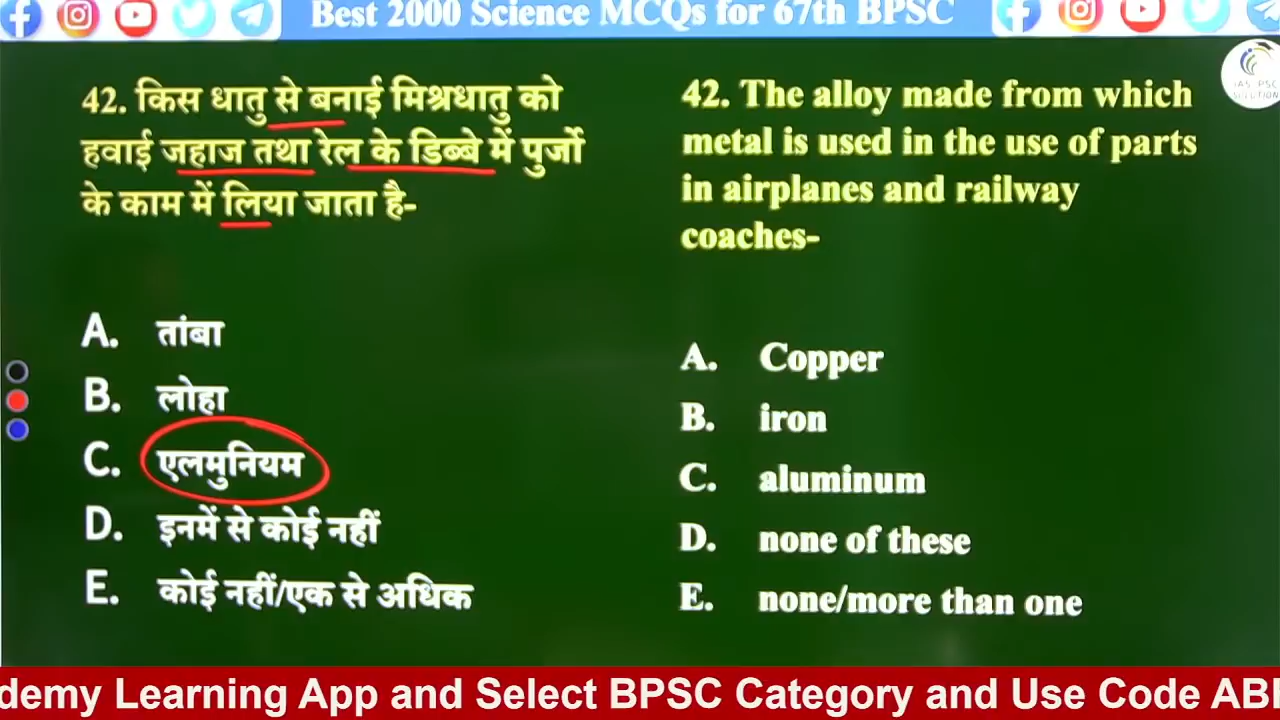 Best 2000 Science MCQs for 67th BPSC
IAS PSC
SOLUTION
42. किस धातु से बनाई मिश्रधातु को
हवाई जहाज तथा रेल के डिब्बे में पुर्जो
के काम में लिया जाता है-
A. तांबा
B. लोहा
C. एलमुनियम
D. इनमें से कोई नहीं
E. कोई नहीं/एक से अधिक
42. The alloy made from which
metal is used in the use of parts
in airplanes and railway
coaches-
A. Copper
B. iron
C. aluminum
D. none of these
E. none/more than one
demy Learning App and Select BPSC Category and Use Code